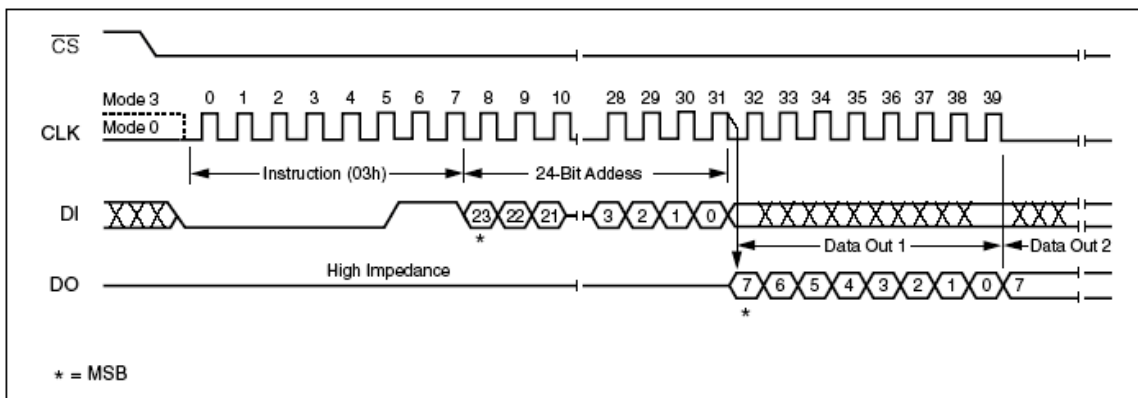 CS
Mode 3 0 1 2 3 4 5 6 7 8 9 10 28 29 30 31 32 33 34 35 36 37 38 39
CLK Mode 0
Instruction (03h) 24-Bit Addess
DI 23 22 21 3 2 1 0
* Data Out 1 Data Out 2
High Impedance
DO 7 6 5 4 3 2 1 0 7
*
* = MSB